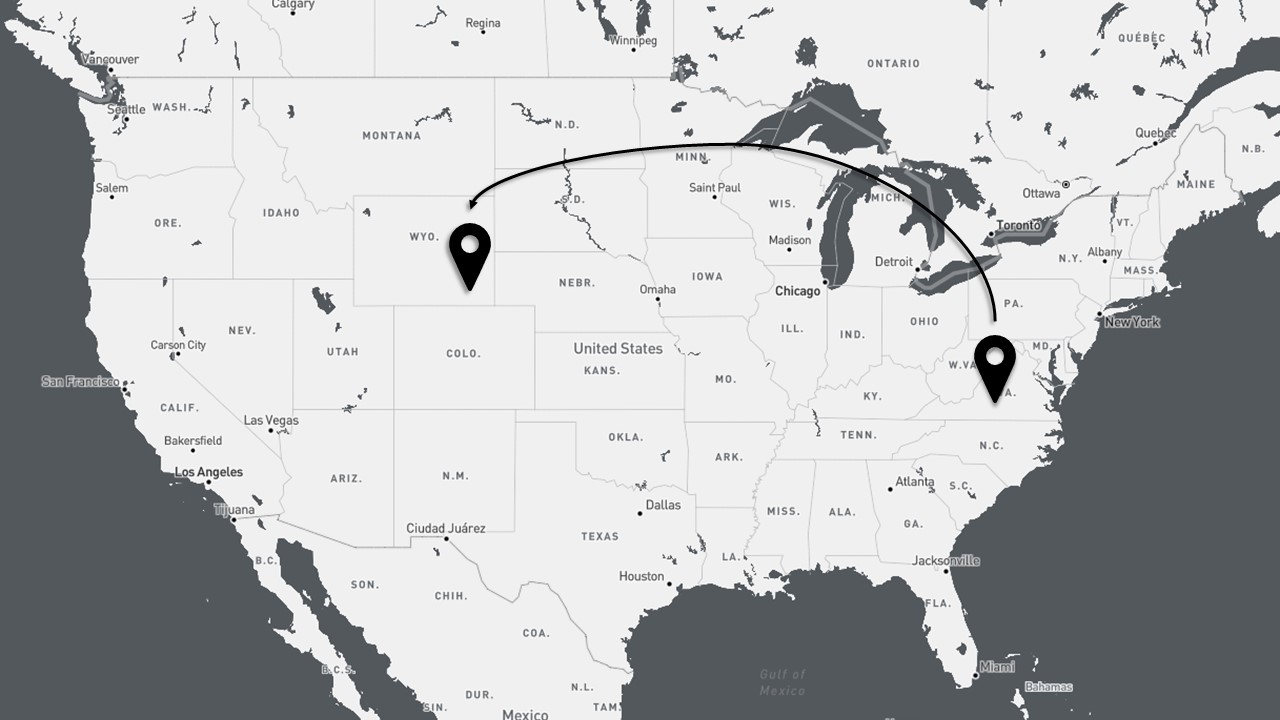 Calgary
Regina
Winnipeg
QUÉBEC
ONTARIO
Vancouver
Seattle
WASH.
MONTANA
N.D.
Quebec
N.B.
MINN.
Salem
IDAHO
S.D.
Saint Paul
MICH.
Ottawa
MAINE
ORE.
WYO.
WIS.
Toronto
VT.
Madison
Detroit
N.Y.
Albany
MASS.
NEBR.
IOWA
Omaha
Chicago
PA.
New York
NEV.
UTAH
COLO.
United States
KANS.
ILL.
IND.
OHIO
MD.
Carson City
W.VA
San Francisco
MO.
KY.
A.
CALIF.
Las Vegas
Bakersfield
OKLA.
TENN.
N.C.
Los Angeles
ARIZ.
N.M.
ARK.
Atlanta
S.C.
Tijuana
Dallas
MISS.
ALA.
GA.
Ciudad Juárez
TEXAS
LA.
Jacksonville
B.C.
SON.
CHIH.
Houston
FLA.
COA.
B.C.S.
Gulf of
Mexico
Miami
Bahamas
DUR.
N.L.
SIN.
Mexico
TAM.